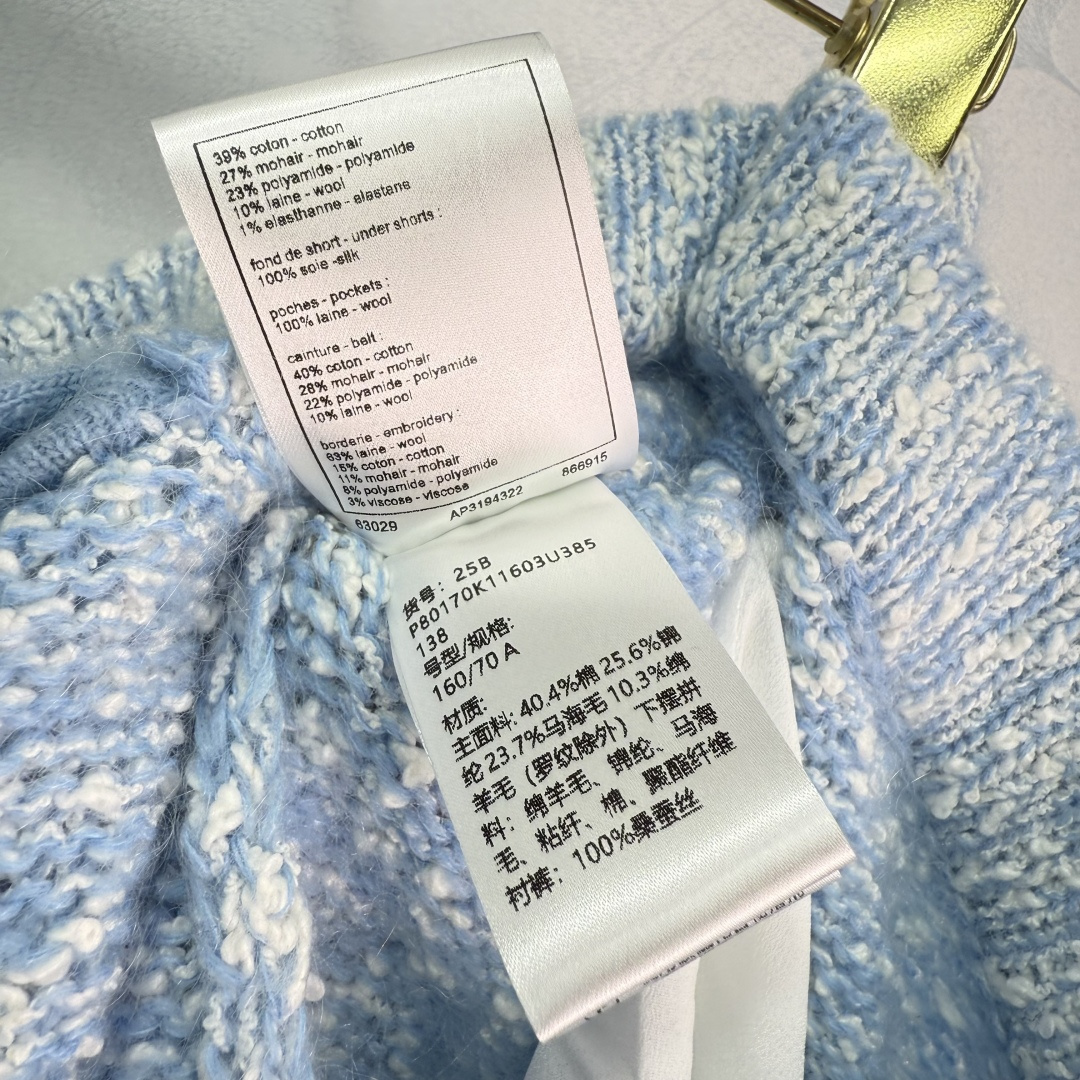 39% coton - cotton
27% mohair - mohair
23% polyamide - polyamide
10% laine - wool
1% elasthanne - elastane
fond de short - under shorts :
100% soie -silk
poches - pockets :
100% laine - wool
cainture - belt :
40% coton - cotton
28% mohair - mohair
22% polyamide - polyamide
10% laine - wool
borderie - embroidery :
63% laine - wool
15% coton - cotton
11% mohair - mohair
8% polyamide - polyamide
3% viscose - viscose
63029 AP3194322 866915
货号: 25B
P80170K11603U385
138
号型/规格:
160/70 A
材质:
主面料: 40.4%棉 25.6%锦
纶 23.7%马海毛 10.3%绵
羊毛（罗纹除外） 下摆拼
料: 绵羊毛、锦纶、马海
毛、粘纤、棉、聚酯纤维
衬裤: 100%桑蚕丝